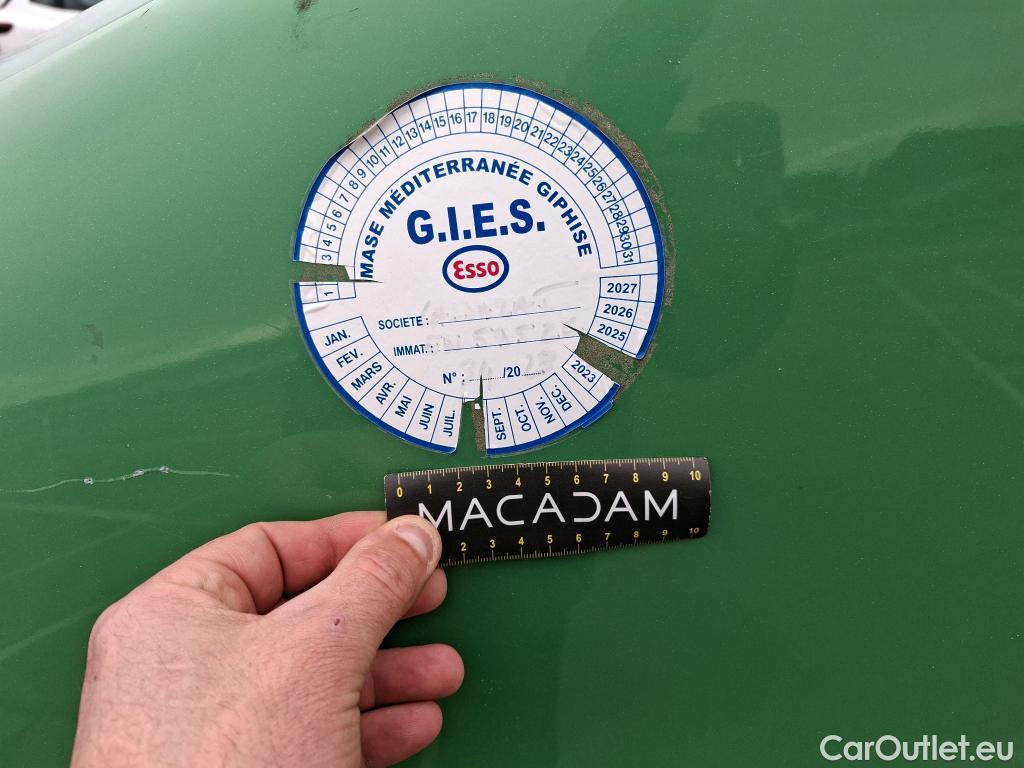 3 4 5 6 7 8 9 10 11 12 13 14 15 16 17 18 19 20 21 22 23 24 25 26 27 28 29 30 31
MASE MÉDITERRANÉE GIPHISE
G.I.E.S.
Esso
1
2027
2026
2025
2023
SOCIETE :
IMMAT. :
N° : /20
JAN.
FEV.
MARS
AVR.
MAI
JUIN
JUIL.
SEPT.
OCT.
NOV.
DEC.
0 1 2 3 4 5 6 7 8 9 10
MACADAM
2 3 4 5 6 7 8 9 10
CarOutlet.eu